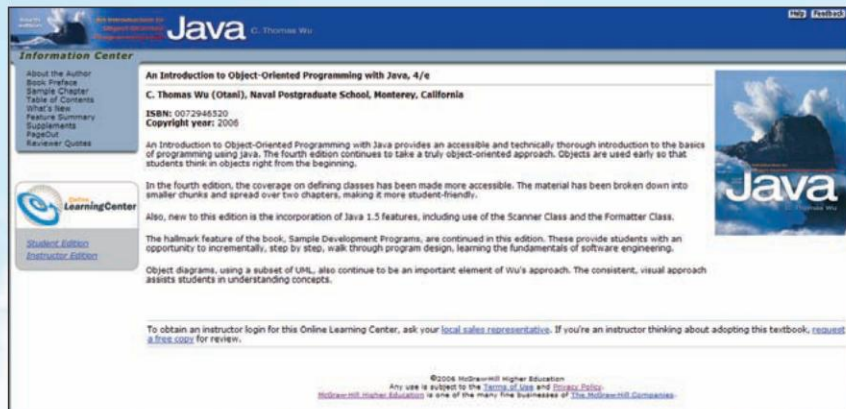 fourth edition
An Introduction to
Object-Oriented
Programming with
Java
C. Thomas Wu
Help
Feedback
Information Center
About the Author
Book Preface
Sample Chapter
Table of Contents
What's New
Feature Summary
Supplements
PageOut
Reviewer Quotes
Online
LearningCenter
Student Edition
Instructor Edition
An Introduction to Object-Oriented Programming with Java, 4/e
C. Thomas Wu (Otani), Naval Postgraduate School, Monterey, California
ISBN: 0072946520
Copyright year: 2006
An Introduction to Object-Oriented Programming with Java provides an accessible and technically thorough introduction to the basics
of programming using java. The fourth edition continues to take a truly object-oriented approach. Objects are used early so that
students think in objects right from the beginning.
In the fourth edition, the coverage on defining classes has been made more accessible. The material has been broken down into
smaller chunks and spread over two chapters, making it more student-friendly.
Also, new to this edition is the incorporation of Java 1.5 features, including use of the Scanner Class and the Formatter Class.
The hallmark feature of the book, Sample Development Programs, are continued in this edition. These provide students with an
opportunity to incrementally, step by step, walk through program design, learning the fundamentals of software engineering.
Object diagrams, using a subset of UML, also continue to be an important element of Wu's approach. The consistent, visual approach
assists students in understanding concepts.
Java
To obtain an instructor login for this Online Learning Center, ask your local sales representative. If you're an instructor thinking about adopting this textbook, request
a free copy for review.
©2006 McGraw-Hill Higher Education
Any use is subject to the Terms of Use and Privacy Policy.
McGraw-Hill Higher Education is one of the many fine businesses of The McGraw-Hill Companies.